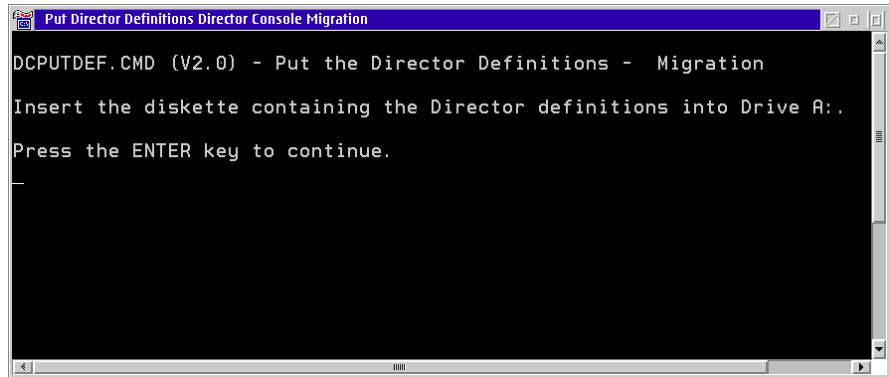 Put Director Definitions Director Console Migration
DCPUTDEF.CMD (V2.0) - Put the Director Definitions -  Migration
Insert the diskette containing the Director definitions into Drive A:.
Press the ENTER key to continue.